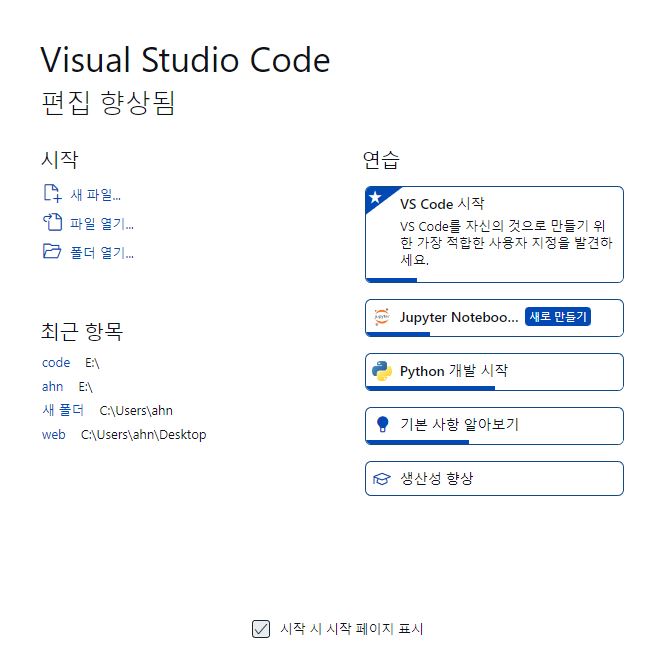 Visual Studio Code
편집 향상됨
시작
새 파일...
파일 열기...
폴더 열기...
최근 항목
code E:\
ahn E:\
새 폴더 C:\Users\ahn
web C:\Users\ahn\Desktop
연습
VS Code 시작
VS Code를 자신의 것으로 만들기 위
한 가장 적합한 사용자 지정을 발견하
세요.
Jupyter Noteboo... 새로 만들기
Python 개발 시작
기본 사항 알아보기
생산성 향상
시작 시 시작 페이지 표시